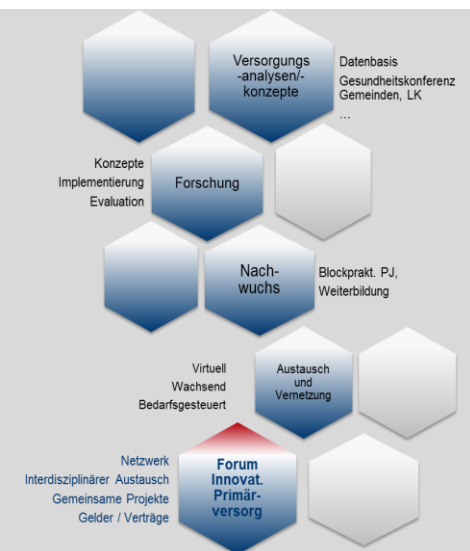 Versorgungs
-analysen/-
konzepte
Datenbasis
Gesundheitskonferenz
Gemeinden, LK
...
Konzepte
Implementierung
Evaluation
Forschung
Nach-
wuchs
Blockprakt. PJ,
Weiterbildung
Virtuell
Wachsend
Bedarfsgesteuert
Austausch
und
Vernetzung
Netzwerk
Interdisziplinärer Austausch
Gemeinsame Projekte
Gelder / Verträge
Forum
Innovat.
Primär-
versorg